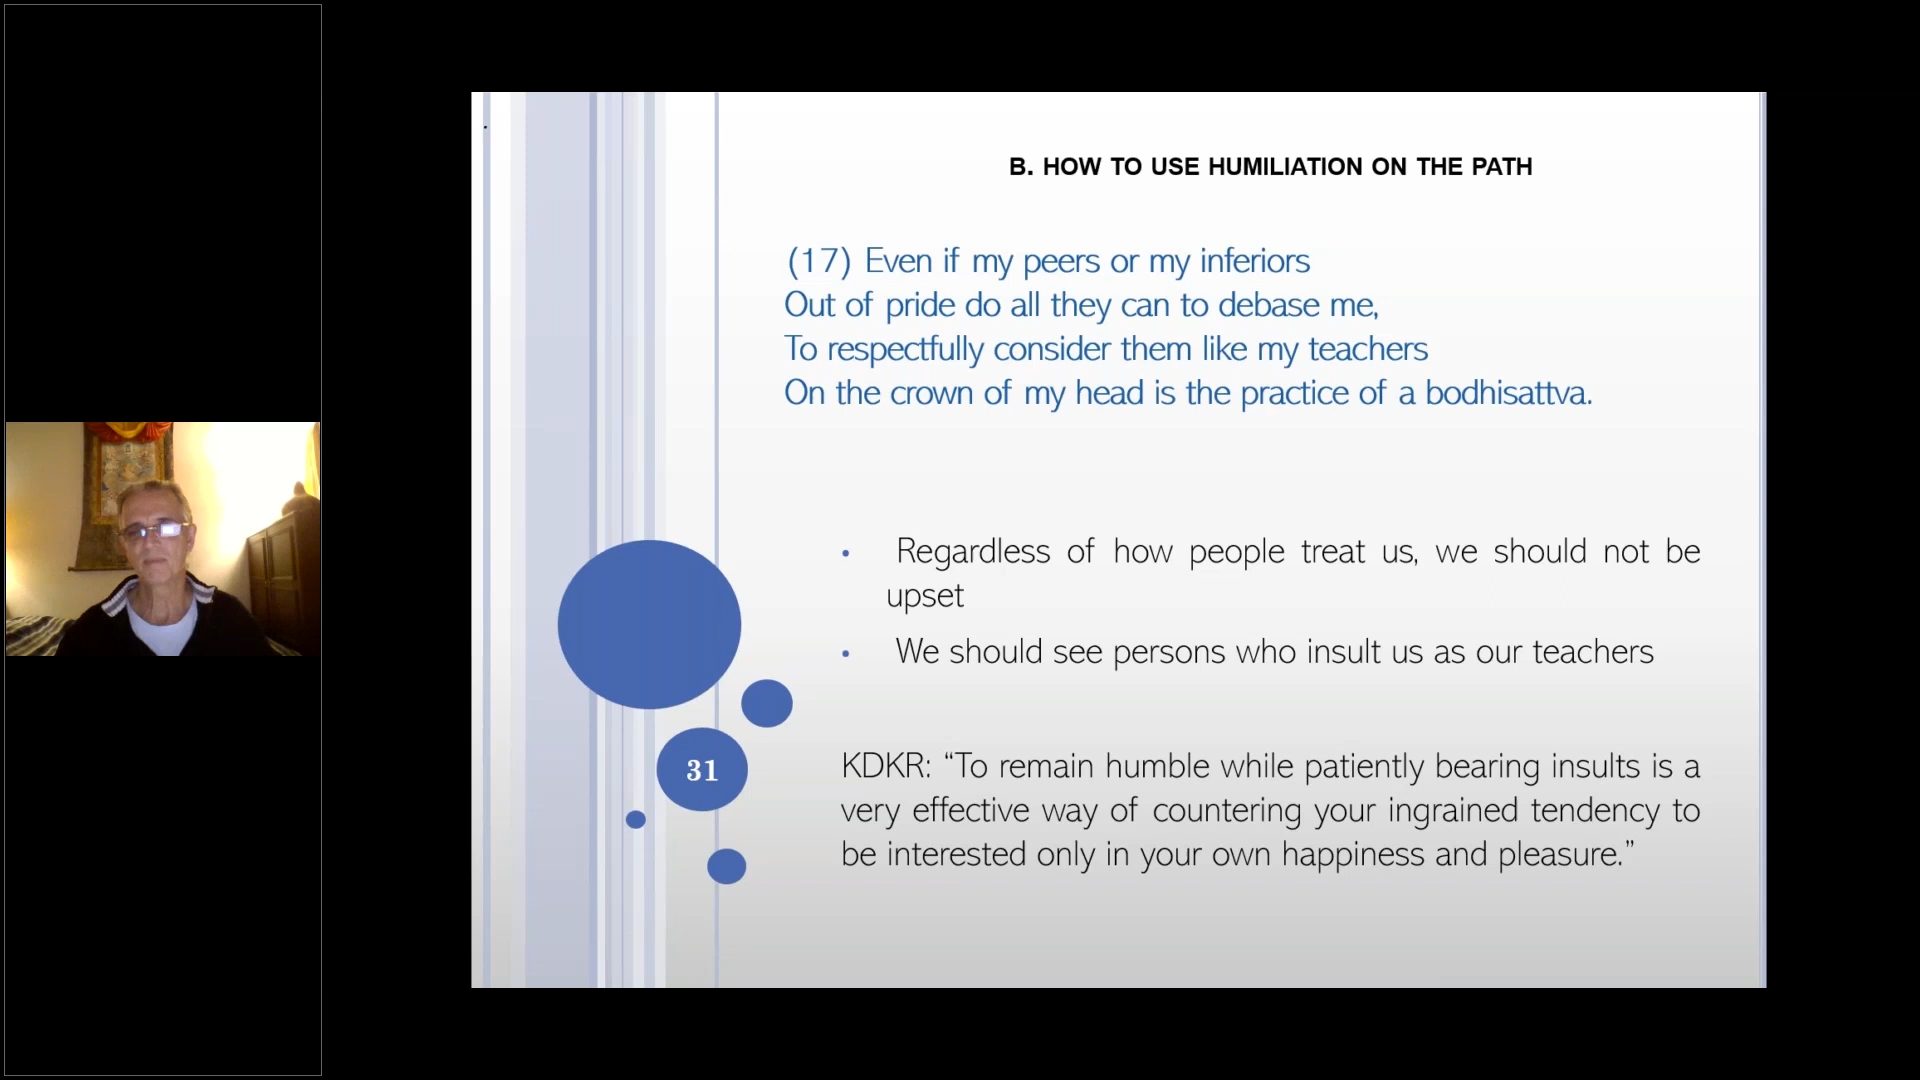 B. HOW TO USE HUMILIATION ON THE PATH
(17) Even if my peers or my inferiors
Out of pride do all they can to debase me,
To respectfully consider them like my teachers
On the crown of my head is the practice of a bodhisattva.
• Regardless of how people treat us, we should not be
upset
• We should see persons who insult us as our teachers
KDKR: “To remain humble while patiently bearing insults is a
very effective way of countering your ingrained tendency to
be interested only in your own happiness and pleasure.”
31